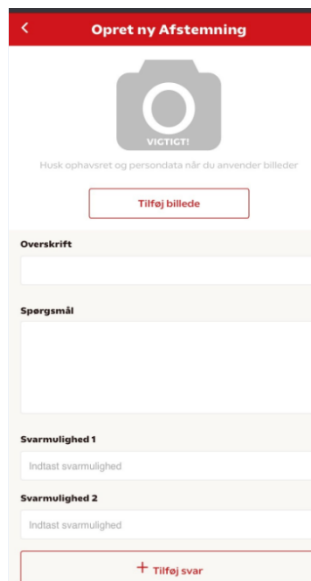 Opret ny Afstemning
VIGTIGT!
Husk ophavsret og persondata når du anvender billeder
Tilføj billede
Overskrift
Spørgsmål
Svarmulighed 1
Indtast svarmulighed
Svarmulighed 2
Indtast svarmulighed
+ Tilføj svar